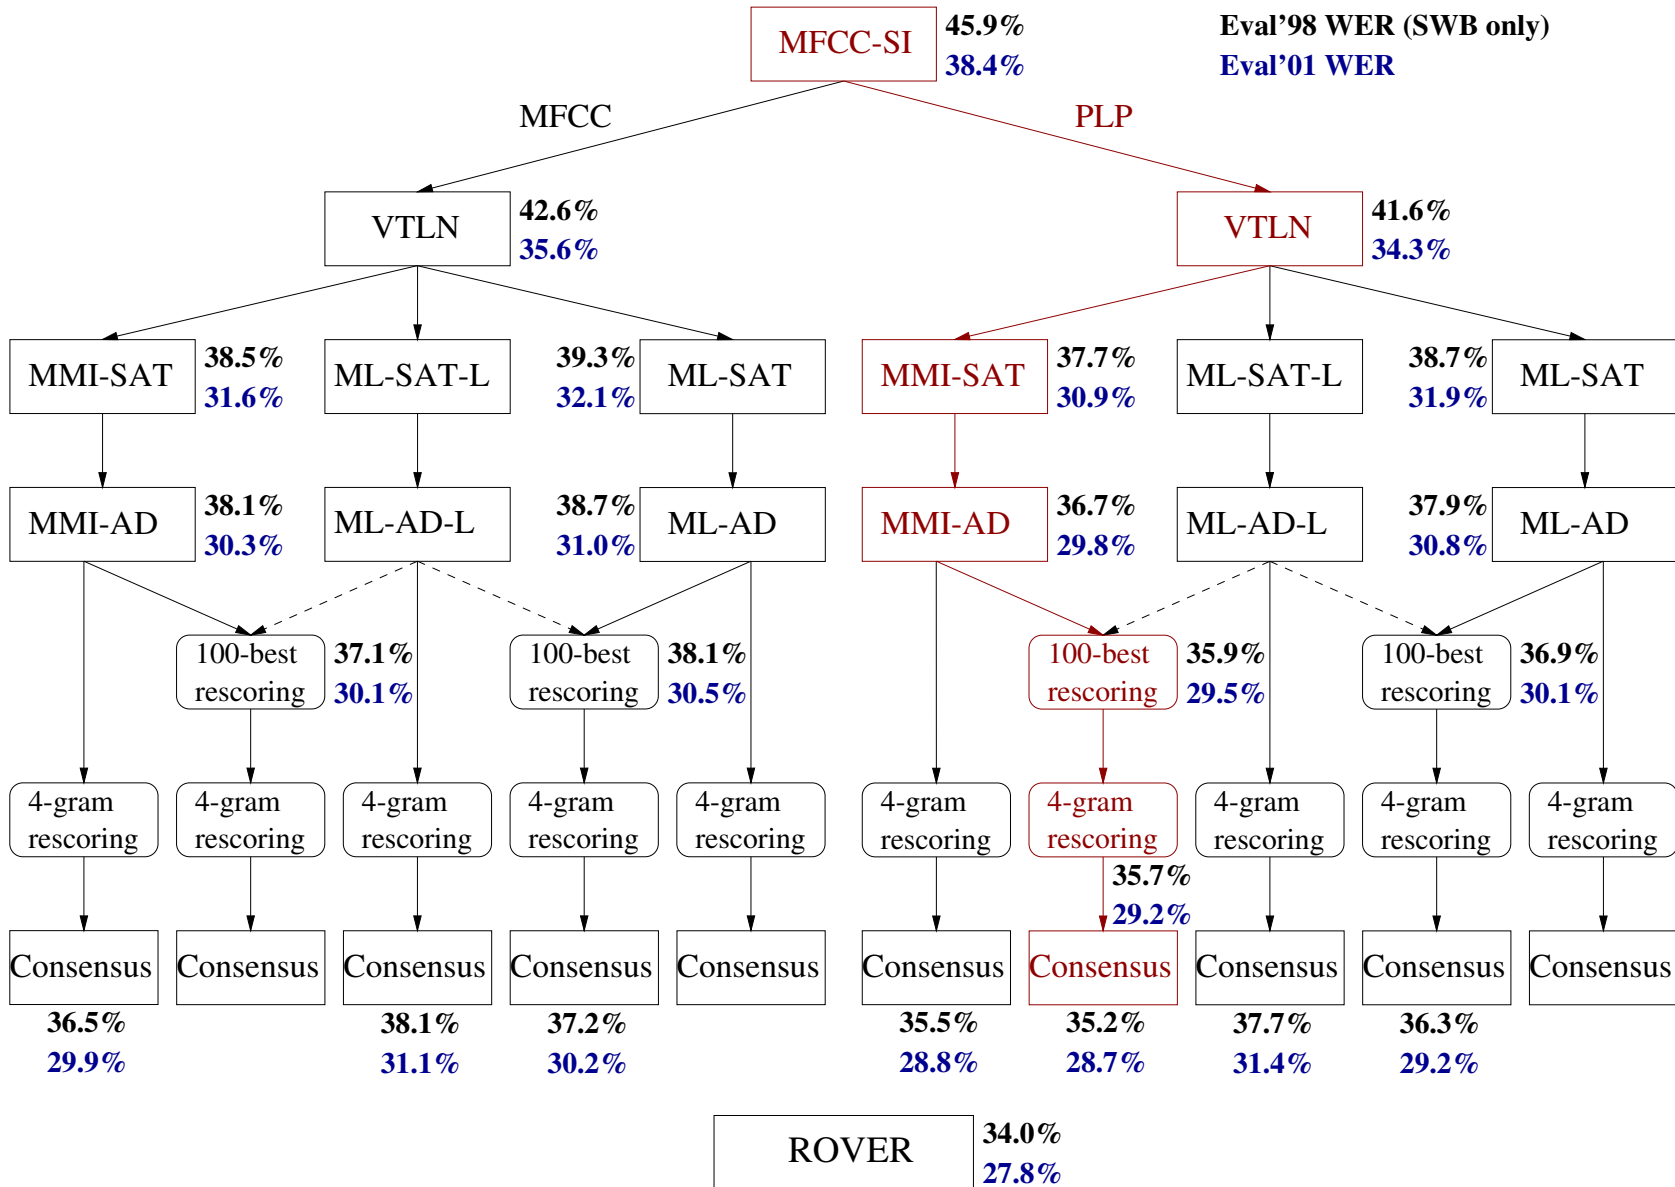 MFCC-SI
45.9%
38.4%
Eval'98 WER (SWB only)
Eval'01 WER
MFCC
PLP
VTLN
42.6%
35.6%
VTLN
41.6%
34.3%
MMI-SAT
38.5%
31.6%
ML-SAT-L
39.3%
32.1%
ML-SAT
MMI-SAT
37.7%
30.9%
ML-SAT-L
38.7%
31.9%
ML-SAT
MMI-AD
38.1%
30.3%
ML-AD-L
38.7%
31.0%
ML-AD
MMI-AD
36.7%
29.8%
ML-AD-L
37.9%
30.8%
ML-AD
100-best
rescoring
37.1%
30.1%
100-best
rescoring
38.1%
30.5%
100-best
rescoring
35.9%
29.5%
100-best
rescoring
36.9%
30.1%
4-gram
rescoring
4-gram
rescoring
4-gram
rescoring
4-gram
rescoring
4-gram
rescoring
4-gram
rescoring
4-gram
rescoring
4-gram
rescoring
4-gram
rescoring
4-gram
rescoring
35.7%
29.2%
Consensus
Consensus
Consensus
Consensus
Consensus
Consensus
Consensus
Consensus
Consensus
Consensus
36.5%
29.9%
38.1%
31.1%
37.2%
30.2%
35.5%
28.8%
35.2%
28.7%
37.7%
31.4%
36.3%
29.2%
ROVER
34.0%
27.8%